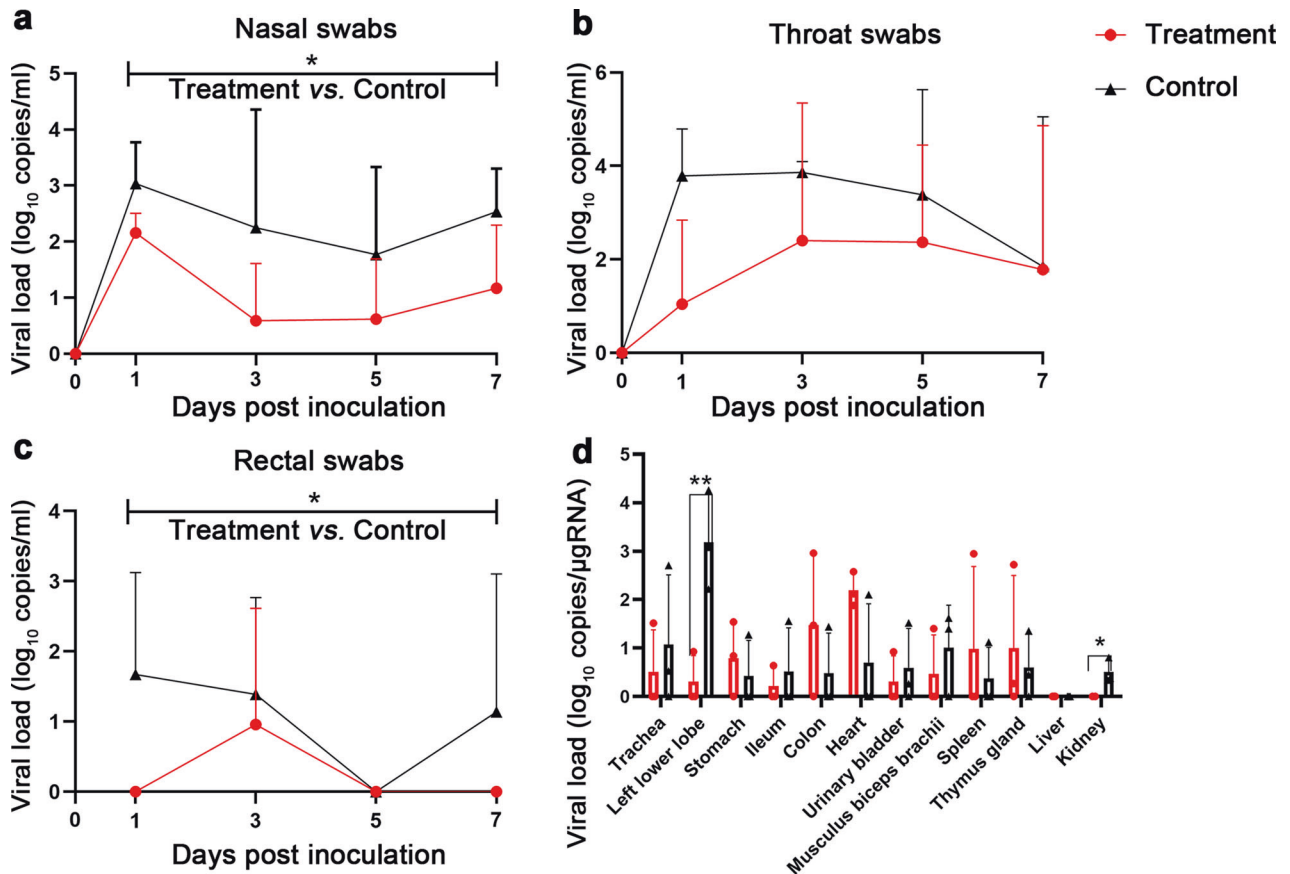 a
Nasal swabs
*
Treatment vs. Control
Viral load (log10 copies/ml)
5
4
3
2
1
0
0 1 3 5 7
Days post inoculation
b
Throat swabs
Viral load (log10 copies/ml)
6
4
2
0
0 1 3 5 7
Days post inoculation
Treatment
Control
c
Rectal swabs
*
Treatment vs. Control
Viral load (log10 copies/ml)
4
3
2
1
0
0 1 3 5 7
Days post inoculation
d
Viral load (log10 copies/µgRNA)
5
4
3
2
1
0
**
*
Trachea
Left lower lobe
Stomach
Ileum
Colon
Heart
Urinary bladder
Musculus biceps brachii
Spleen
Thymus gland
Liver
Kidney